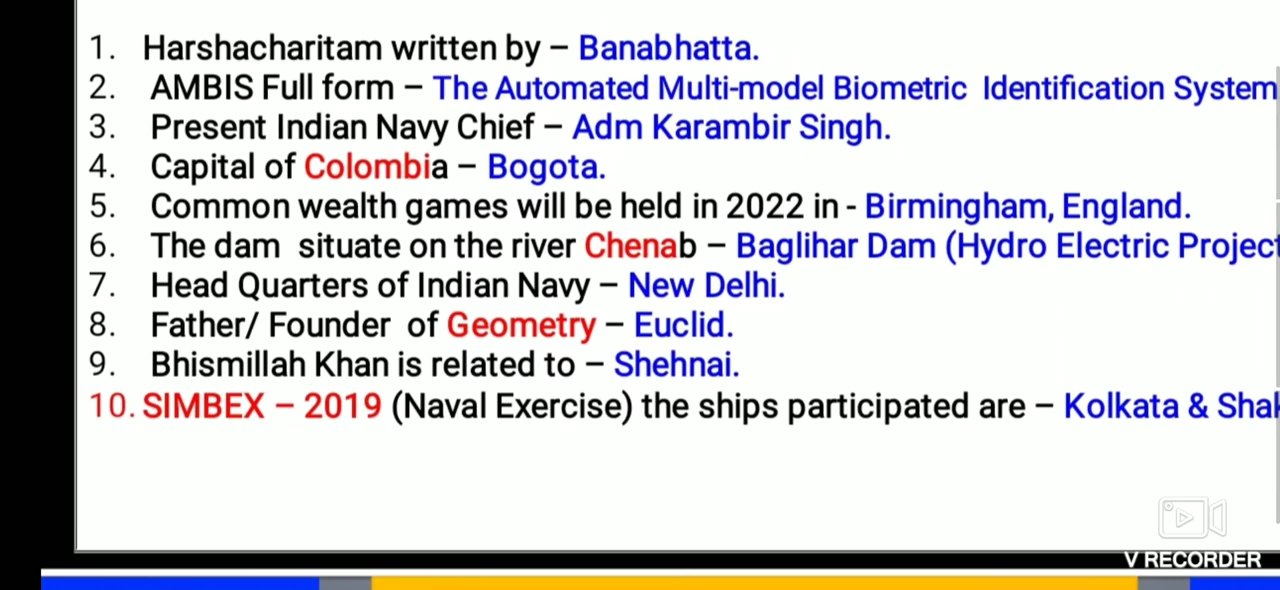 1. Harshacharitam written by – Banabhatta.
2. AMBIS Full form – The Automated Multi-model Biometric Identification System
3. Present Indian Navy Chief – Adm Karambir Singh.
4. Capital of Colombia – Bogota.
5. Common wealth games will be held in 2022 in - Birmingham, England.
6. The dam situate on the river Chenab – Baglihar Dam (Hydro Electric
7. Head Quarters of Indian Navy – New Delhi.
8. Father/ Founder of Geometry – Euclid.
9. Bhismillah Khan is related to – Shehnai.
10. SIMBEX – 2019 (Naval Exercise) the ships participated are – Kolkata &
V RECORDER